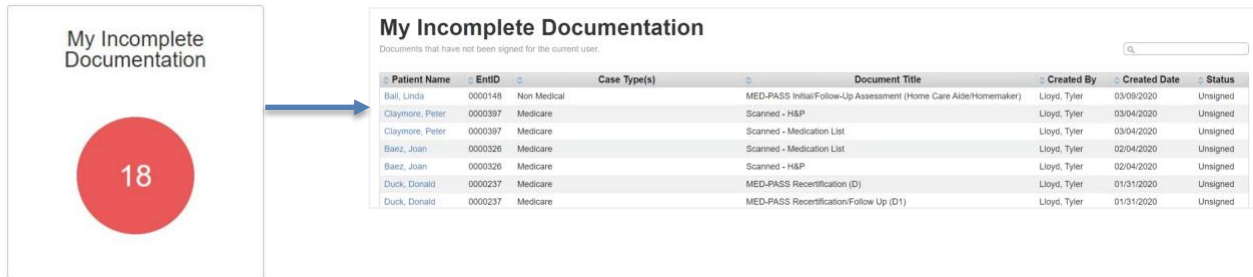 My Incomplete
Documentation
18
My Incomplete Documentation
Documents that have not been signed for the current user.
Patient Name EntID Case Type(s) Document Title Created By Created Date Status
Ball, Linda 0000148 Non Medical MED-PASS Initial/Follow-Up Assessment (Home Care Aide/Homemaker) Lloyd, Tyler 03/09/2020 Unsigned
Claymore, Peter 0000397 Medicare Scanned - H&P Lloyd, Tyler 03/04/2020 Unsigned
Claymore, Peter 0000397 Medicare Scanned - Medication List Lloyd, Tyler 03/04/2020 Unsigned
Baez, Joan 0000326 Medicare Scanned - Medication List Lloyd, Tyler 02/04/2020 Unsigned
Baez, Joan 0000326 Medicare Scanned - H&P Lloyd, Tyler 02/04/2020 Unsigned
Duck, Donald 0000237 Medicare MED-PASS Recertification (D) Lloyd, Tyler 01/31/2020 Unsigned
Duck, Donald 0000237 Medicare MED-PASS Recertification/Follow Up (D1) Lloyd, Tyler 01/31/2020 Unsigned